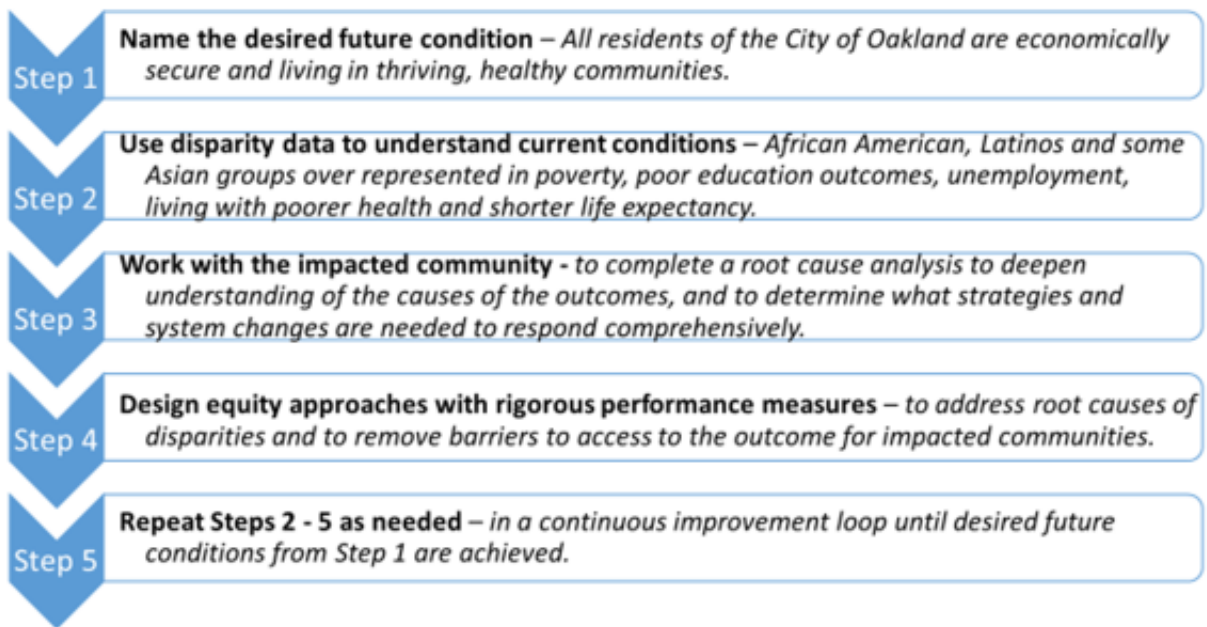 Step 1
Name the desired future condition – All residents of the City of Oakland are economically
secure and living in thriving, healthy communities.
Step 2
Use disparity data to understand current conditions – African American, Latinos and some
Asian groups over represented in poverty, poor education outcomes, unemployment,
living with poorer health and shorter life expectancy.
Step 3
Work with the impacted community - to complete a root cause analysis to deepen
understanding of the causes of the outcomes, and to determine what strategies and
system changes are needed to respond comprehensively.
Step 4
Design equity approaches with rigorous performance measures – to address root causes of
disparities and to remove barriers to access to the outcome for impacted communities.
Step 5
Repeat Steps 2 - 5 as needed – in a continuous improvement loop until desired future
conditions from Step 1 are achieved.